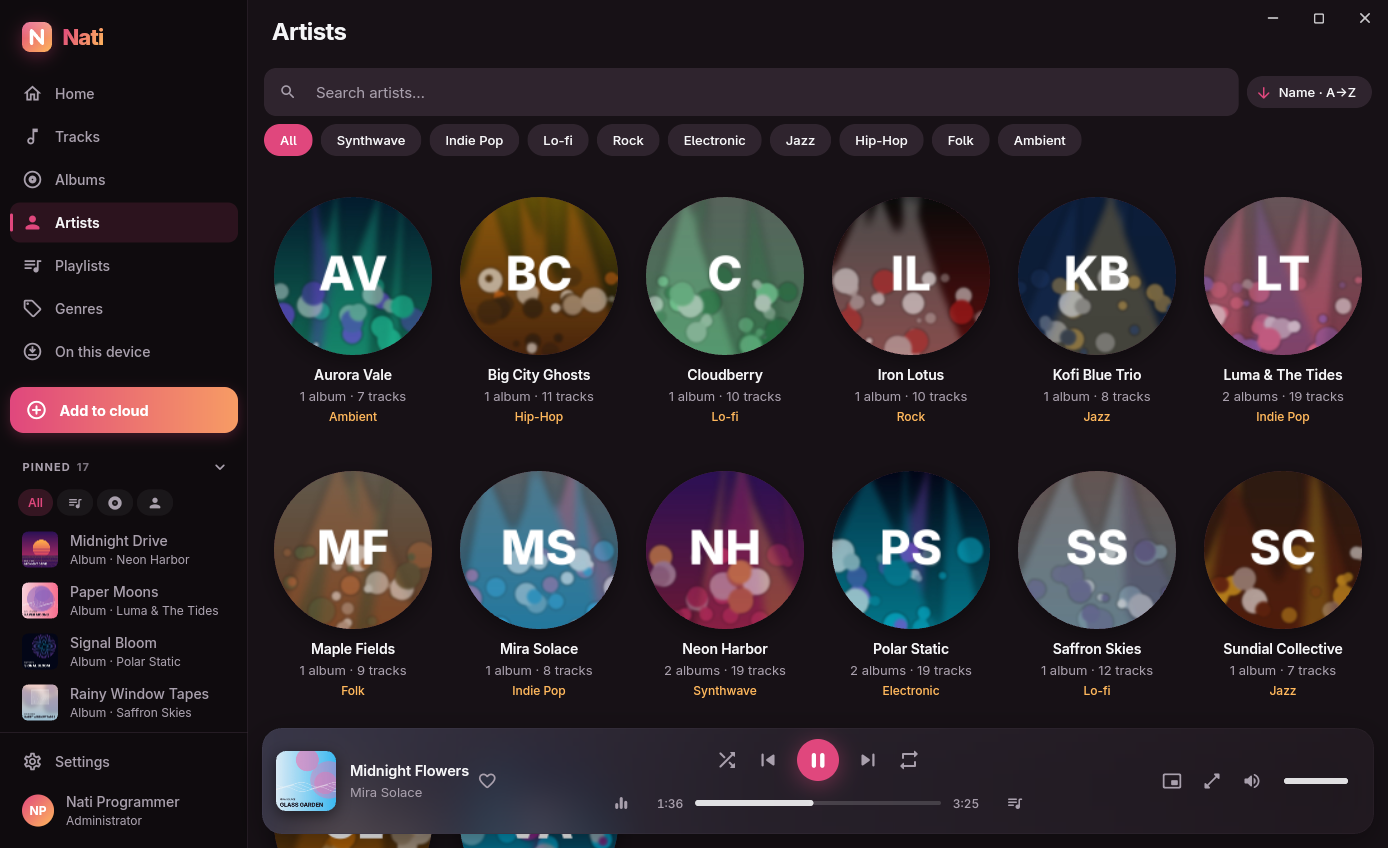 N Nati
Home
Tracks
Albums
Artists
Playlists
Genres
On this device
Add to cloud
PINNED 17
All
Midnight Drive
Album · Neon Harbor
Paper Moons
Album · Luma & The Tides
Signal Bloom
Album · Polar Static
Rainy Window Tapes
Album · Saffron Skies
Settings
NP
Nati Programmer
Administrator
Artists
Search artists...
Name · A→Z
All Synthwave Indie Pop Lo-fi Rock Electronic Jazz Hip-Hop Folk Ambient
AV BC C IL KB LT
Aurora Vale Big City Ghosts Cloudberry Iron Lotus Kofi Blue Trio Luma & The Tides
1 album · 7 tracks 1 album · 11 tracks 1 album · 10 tracks 1 album · 10 tracks 1 album · 8 tracks 2 albums · 19 tracks
Ambient Hip-Hop Lo-fi Rock Jazz Indie Pop
MF MS NH PS SS SC
Maple Fields Mira Solace Neon Harbor Polar Static Saffron Skies Sundial Collective
1 album · 9 tracks 1 album · 8 tracks 2 albums · 19 tracks 2 albums · 19 tracks 1 album · 12 tracks 1 album · 7 tracks
Folk Indie Pop Synthwave Electronic Lo-fi Jazz
GLASS GARDEN
Midnight Flowers
Mira Solace
1:36 3:25